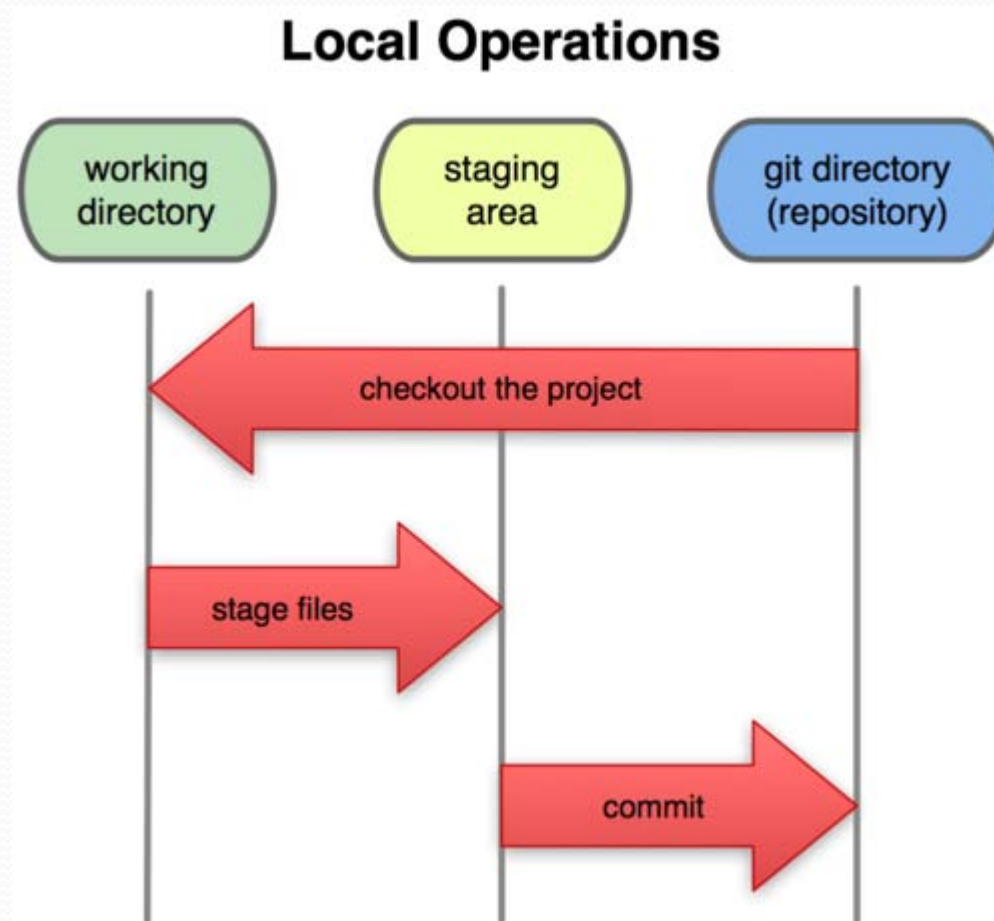 Local Operations
working
directory
staging
area
git directory
(repository)
checkout the project
stage files
commit